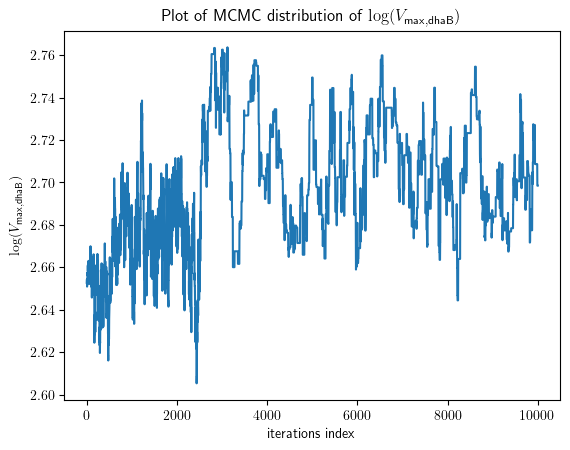 Plot of MCMC distribution of log(V_max,dhaB)
2.76
2.74
2.72
2.70
2.68
2.66
2.64
2.62
2.60
log(V_max,dhaB)
0 2000 4000 6000 8000 10000
iterations index